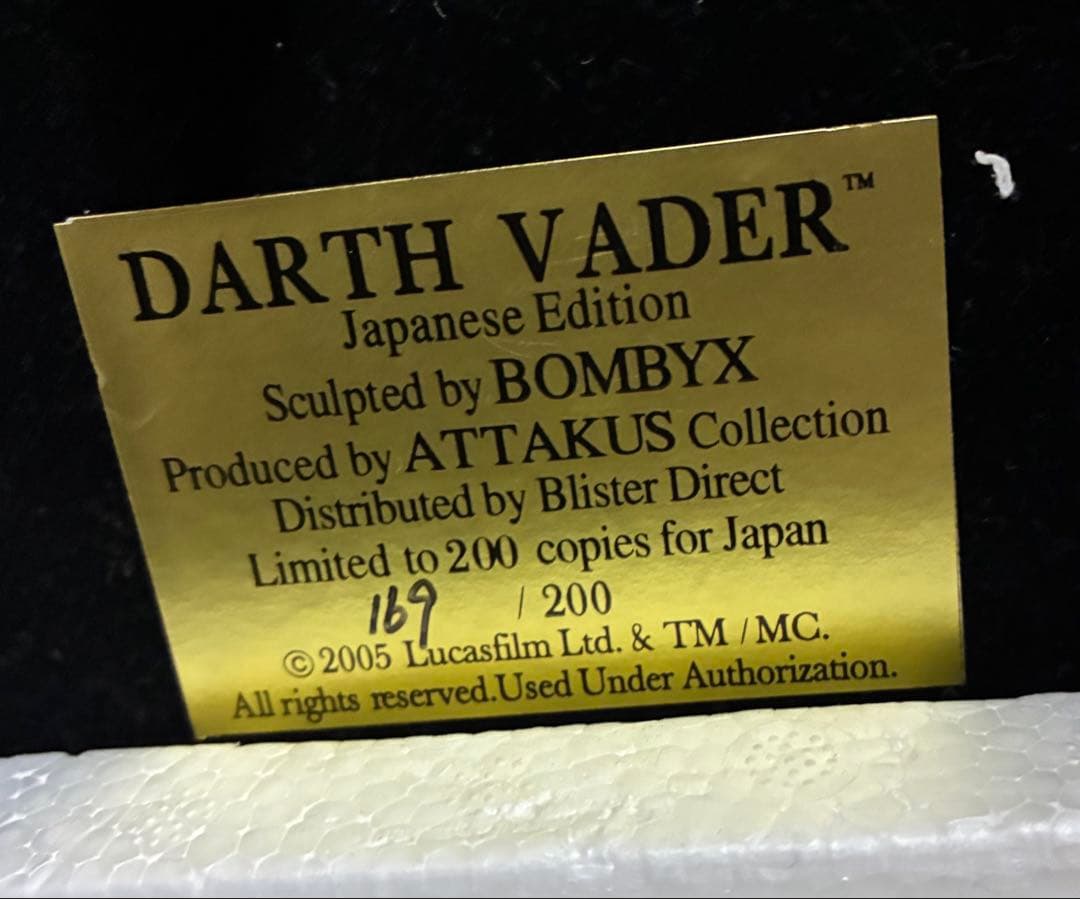 DARTH VADER™
Japanese Edition
Sculpted by BOMBYX
Produced by ATTAKUS Collection
Distributed by Blister Direct
Limited to 200 copies for Japan
169 / 200
©2005 Lucasfilm Ltd. & TM / MC.
All rights reserved.Used Under Authorization.